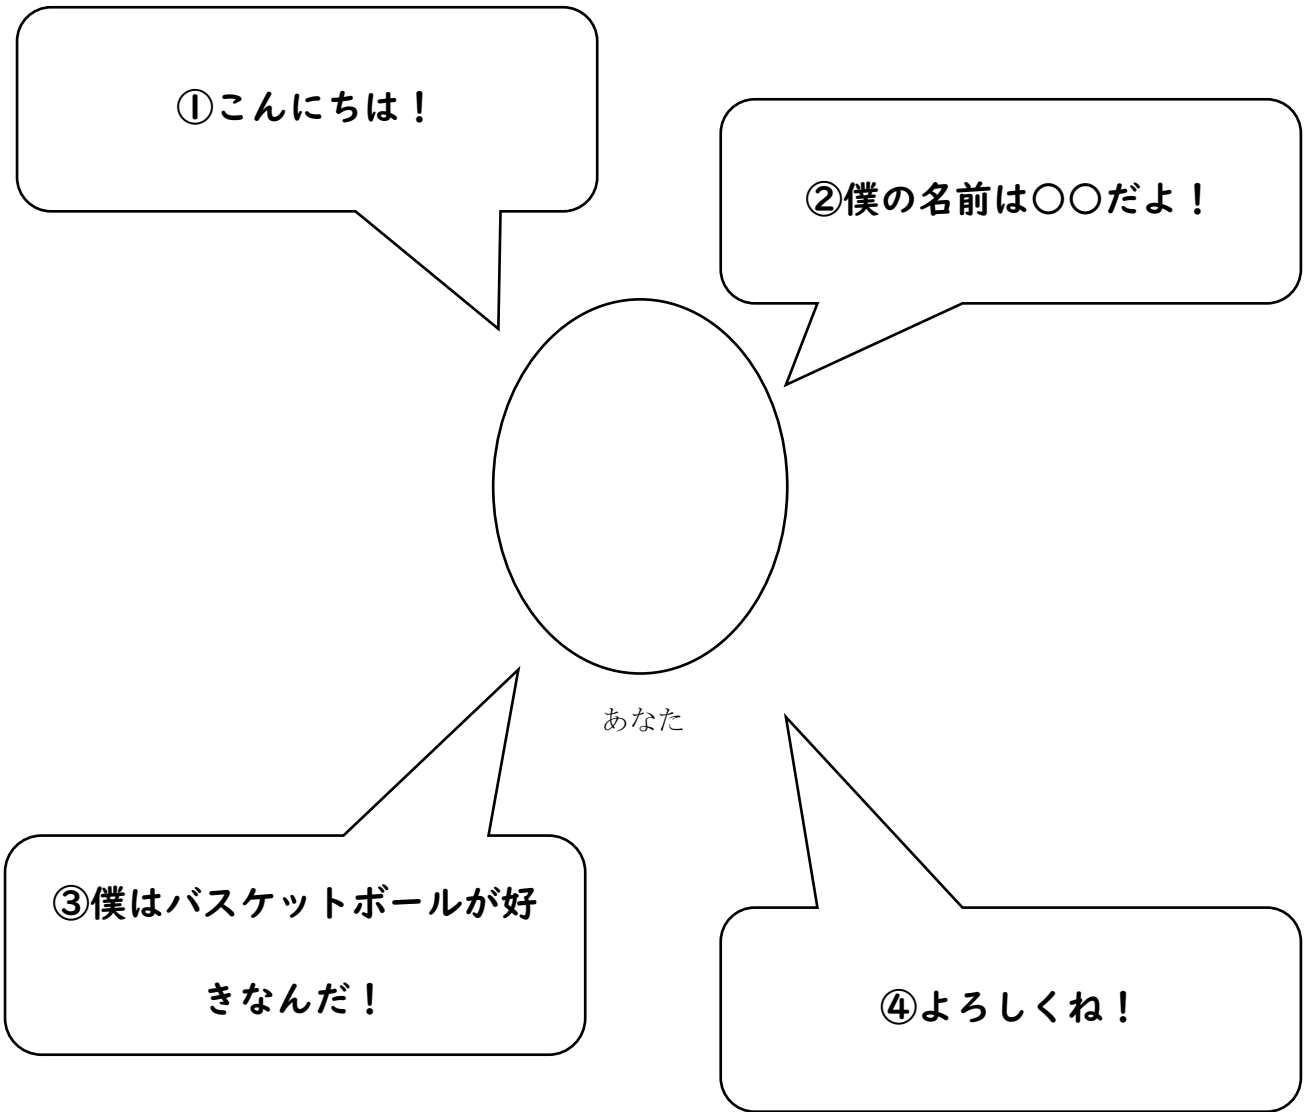 ①こんにちは！
②僕の名前は○○だよ！
あなた
③僕はバスケットボールが好
きなんだ！
④よろしくね！